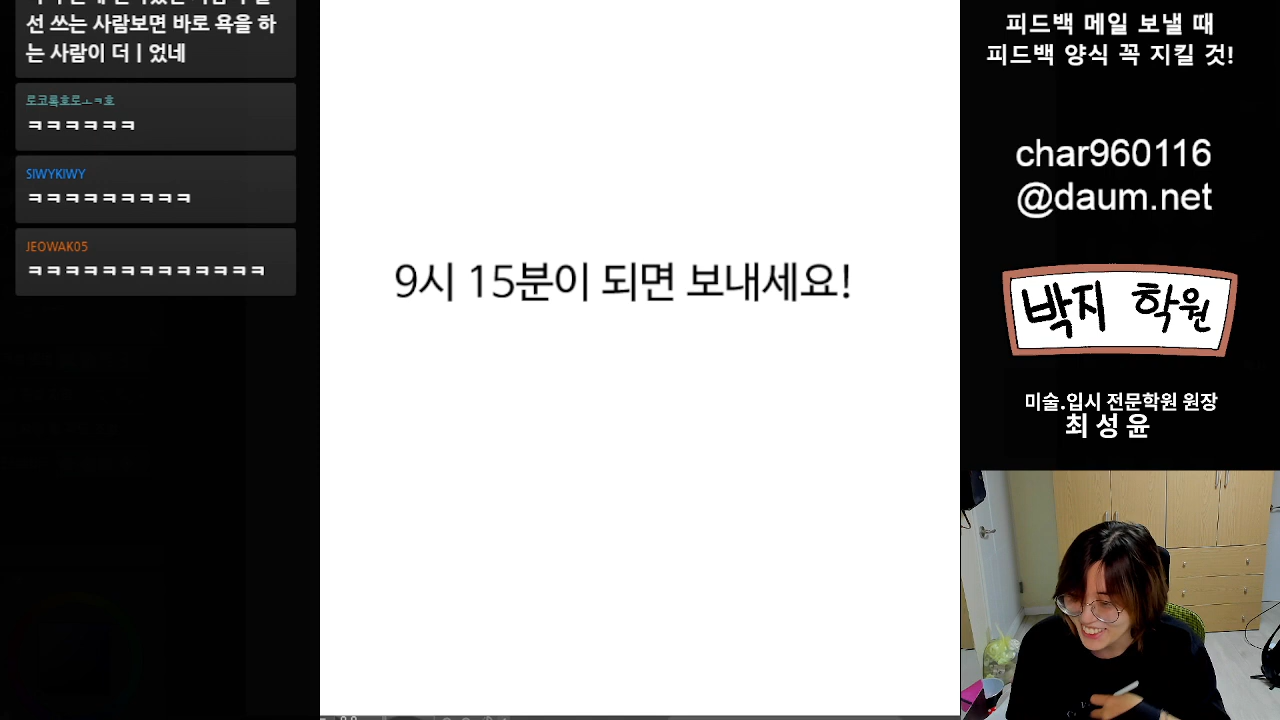 선 쓰는 사람보면 바로 욕을 하
는 사람이 더ㅣ 었네
로코록호로ㅗㅋ호
ㅋㅋㅋㅋㅋㅋ
SIWYKIWY
ㅋㅋㅋㅋㅋㅋㅋㅋㅋ
JEOWAK05
ㅋㅋㅋㅋㅋㅋㅋㅋㅋㅋㅋㅋㅋ
9시 15분이 되면 보내세요!
피드백 메일 보낼 때
피드백 양식 꼭 지킬 것!
char960116
@daum.net
박지 학원
미술.입시 전문학원 원장
최성윤